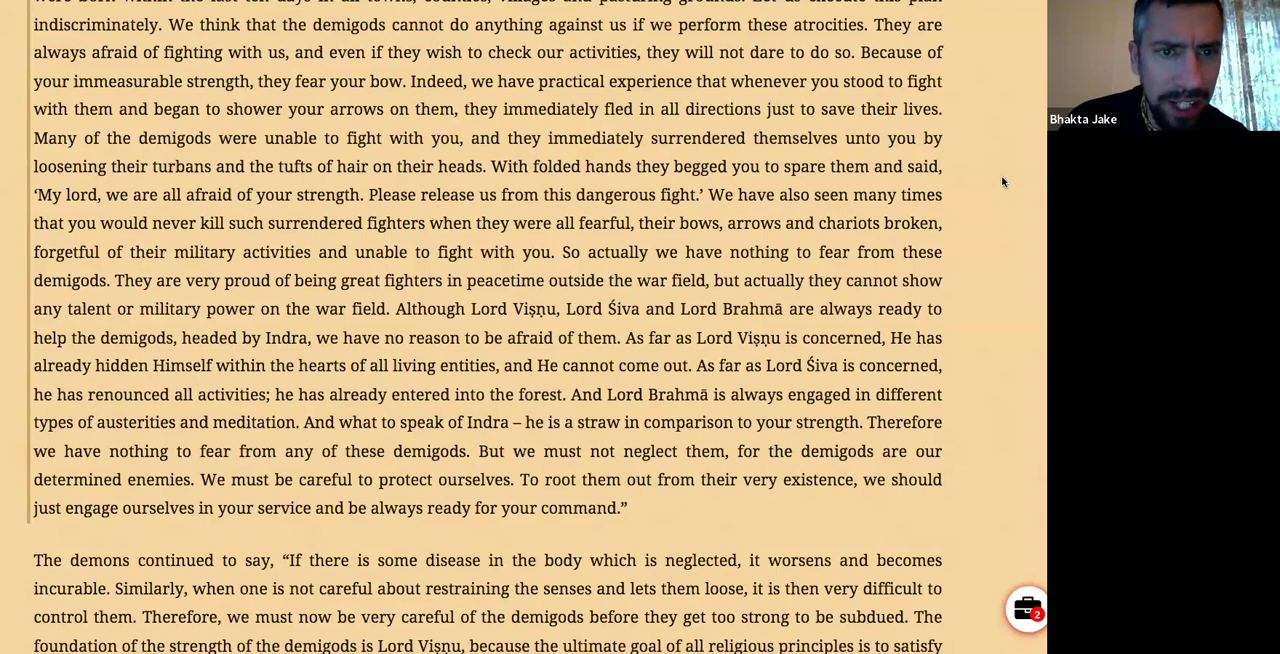 indiscriminately. We think that the demigods cannot do anything against us if we perform these atrocities. They are
always afraid of fighting with us, and even if they wish to check our activities, they will not dare to do so. Because of
your immeasurable strength, they fear your bow. Indeed, we have practical experience that whenever you stood to fight
with them and began to shower your arrows on them, they immediately fled in all directions just to save their lives.
Many of the demigods were unable to fight with you, and they immediately surrendered themselves unto you by
loosening their turbans and the tufts of hair on their heads. With folded hands they begged you to spare them and said,
‘My lord, we are all afraid of your strength. Please release us from this dangerous fight.’ We have also seen many times
that you would never kill such surrendered fighters when they were all fearful, their bows, arrows and chariots broken,
forgetful of their military activities and unable to fight with you. So actually we have nothing to fear from these
demigods. They are very proud of being great fighters in peacetime outside the war field, but actually they cannot show
any talent or military power on the war field. Although Lord Viṣṇu, Lord Śiva and Lord Brahmā are always ready to
help the demigods, headed by Indra, we have no reason to be afraid of them. As far as Lord Viṣṇu is concerned, He has
already hidden Himself within the hearts of all living entities, and He cannot come out. As far as Lord Śiva is concerned,
he has renounced all activities; he has already entered into the forest. And Lord Brahmā is always engaged in different
types of austerities and meditation. And what to speak of Indra – he is a straw in comparison to your strength. Therefore
we have nothing to fear from any of these demigods. But we must not neglect them, for the demigods are our
determined enemies. We must be careful to protect ourselves. To root them out from their very existence, we should
just engage ourselves in your service and be always ready for your command.”
The demons continued to say, “If there is some disease in the body which is neglected, it worsens and becomes
incurable. Similarly, when one is not careful about restraining the senses and lets them loose, it is then very difficult to
control them. Therefore, we must now be very careful of the demigods before they get too strong to be subdued. The
foundation of the strength of the demigods is Lord Viṣṇu, because the ultimate goal of all religious principles is to satisfy
Bhakta Jake
2